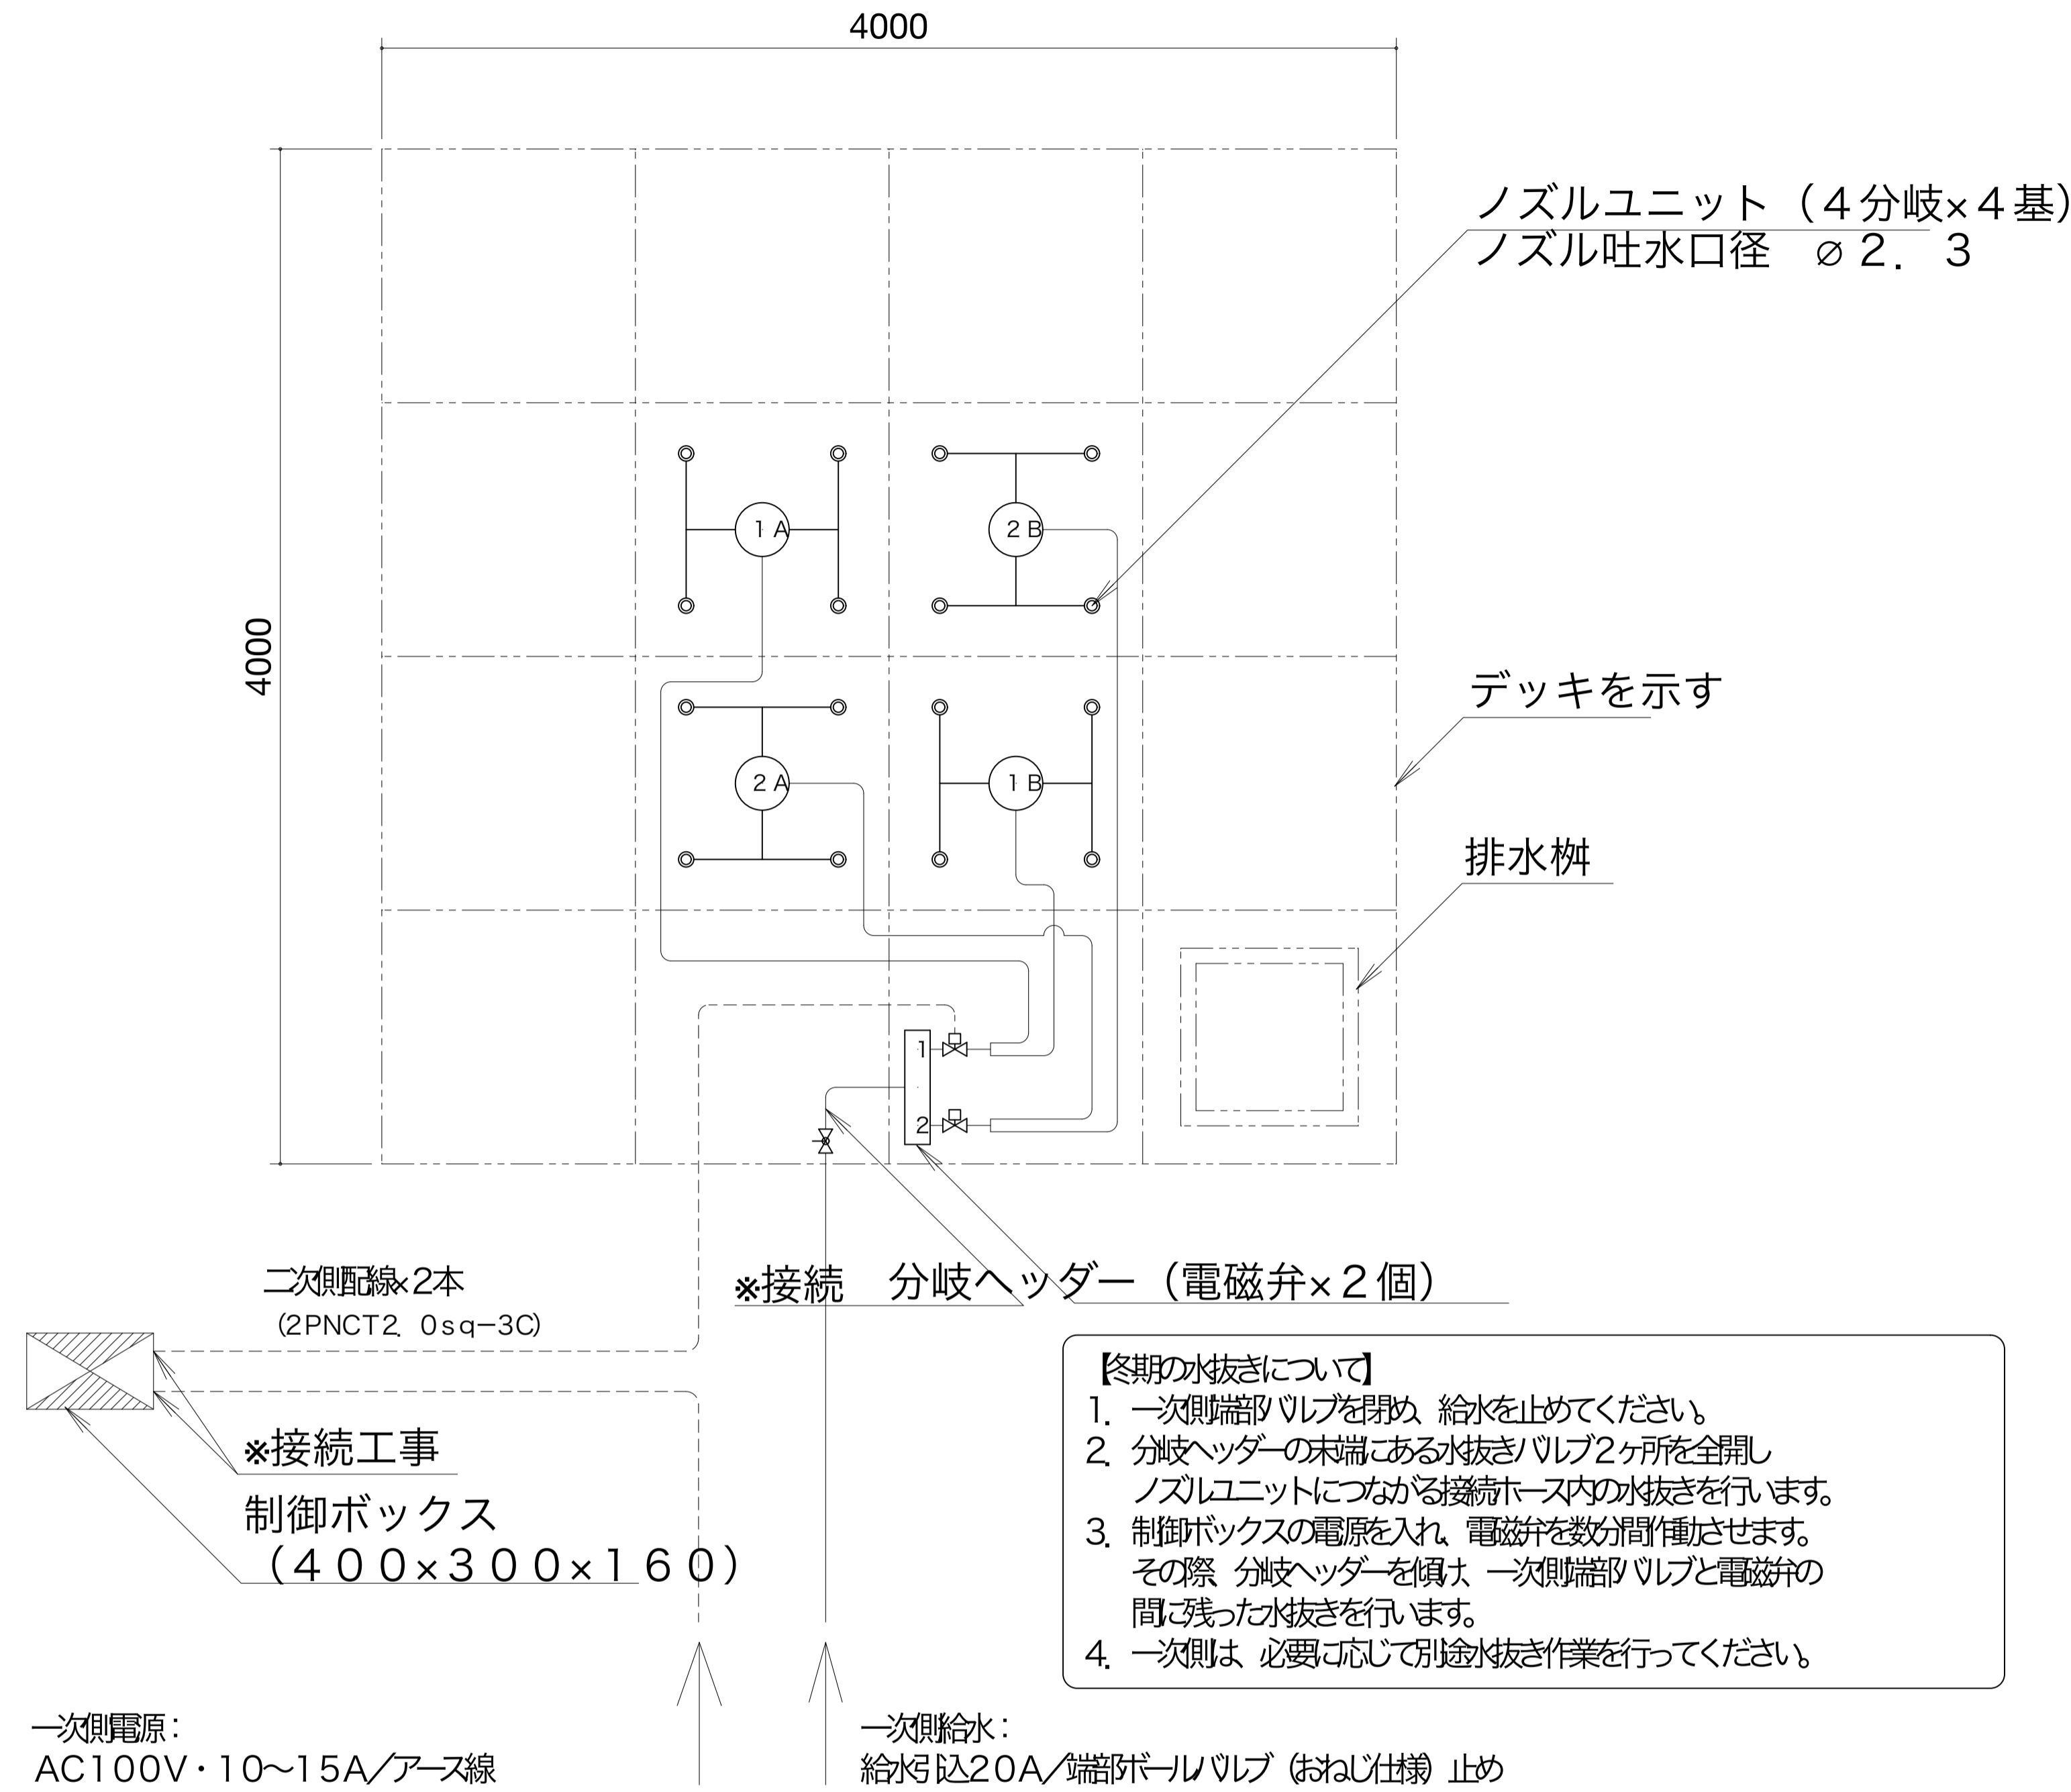 4000
ノズルユニット（４分岐×４基）
ノズル吐水口径　⌀２．３
4000
１Ａ
２Ｂ
デッキを示す
２Ａ
１Ｂ
排水桝
1
2
二次側配線×2本
（2PNCT2．0sq−3C）
※接続
分岐ヘッダー（電磁弁×２個）
※接続工事
制御ボックス
（４００×３００×１６０）
【冬期の水抜きについて】
1．一次側端部バルブを閉め、給水を止めてください。
2．分岐ヘッダーの末端にある水抜きバルブ2ヶ所を全開し
ノズルユニットにつながる接続ホース内の水抜きを行います。
3．制御ボックスの電源を入れ、電磁弁を数分間作動させます。
その際、分岐ヘッダーを傾け、一次側端部バルブと電磁弁の
間に残った水抜きを行います。
4．一次側は、必要に応じて別途水抜き作業を行ってください。
一次側電源：
AC100V・10〜15A／アース線
一次側給水：
給水引込20A／端部ボールバルブ（おねじ仕様）止め